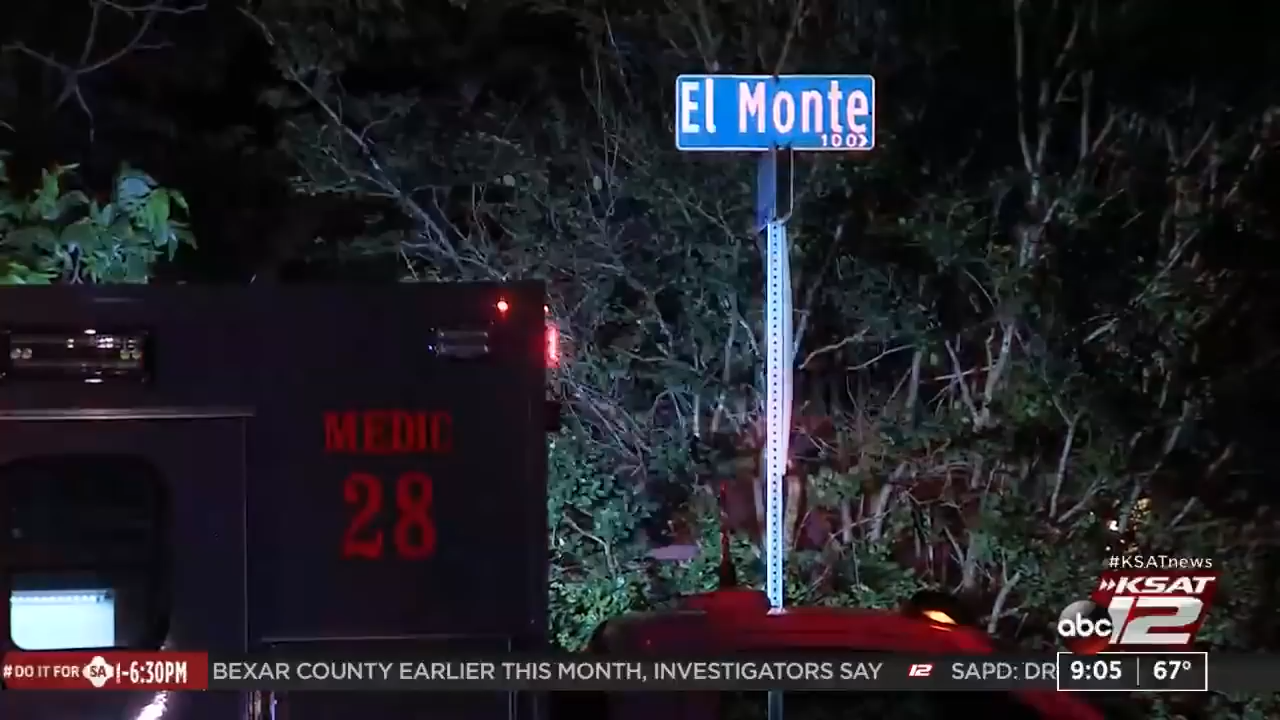 El Monte
100>
MEDIC
28
#KSATnews
»KSAT
abc 12
#DO IT FOR SA 1-6:30PM BEXAR COUNTY EARLIER THIS MONTH, INVESTIGATORS SAY 12 SAPD: DR 9:05 67°